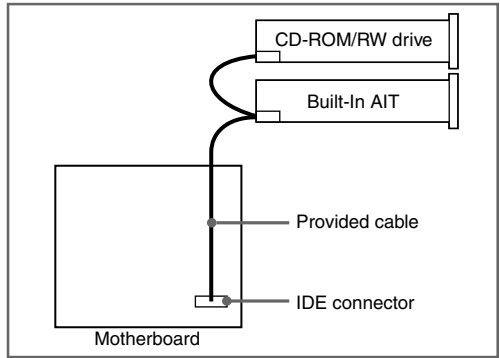 CD-ROM/RW drive
Built-In AIT
Provided cable
IDE connector
Motherboard